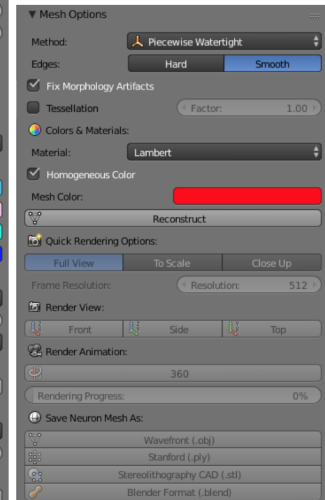 Mesh Options
Method: Piecewise Watertight
Edges: Hard Smooth
Fix Morphology Artifacts
Tessellation Factor: 1.00
Colors & Materials:
Material: Lambert
Homogeneous Color
Mesh Color:
Reconstruct
Quick Rendering Options:
Full View To Scale Close Up
Frame Resolution: Resolution: 512
Render View:
Front Side Top
Render Animation:
360
Rendering Progress: 0%
Save Neuron Mesh As:
Wavefront (.obj)
Stanford (.ply)
Stereolithography CAD (.stl)
Blender Format (.blend)